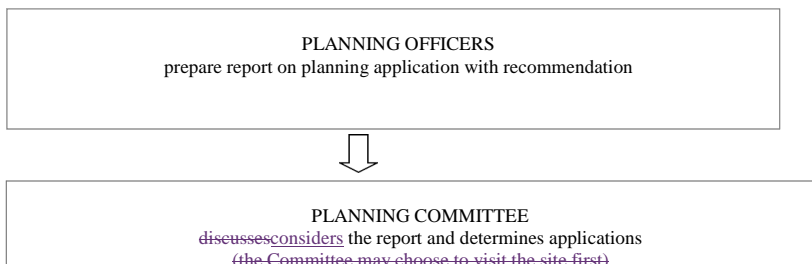 PLANNING OFFICERS
prepare report on planning application with recommendation
PLANNING COMMITTEE
discussesconsiders the report and determines applications
(the Committee may choose to visit the site first)